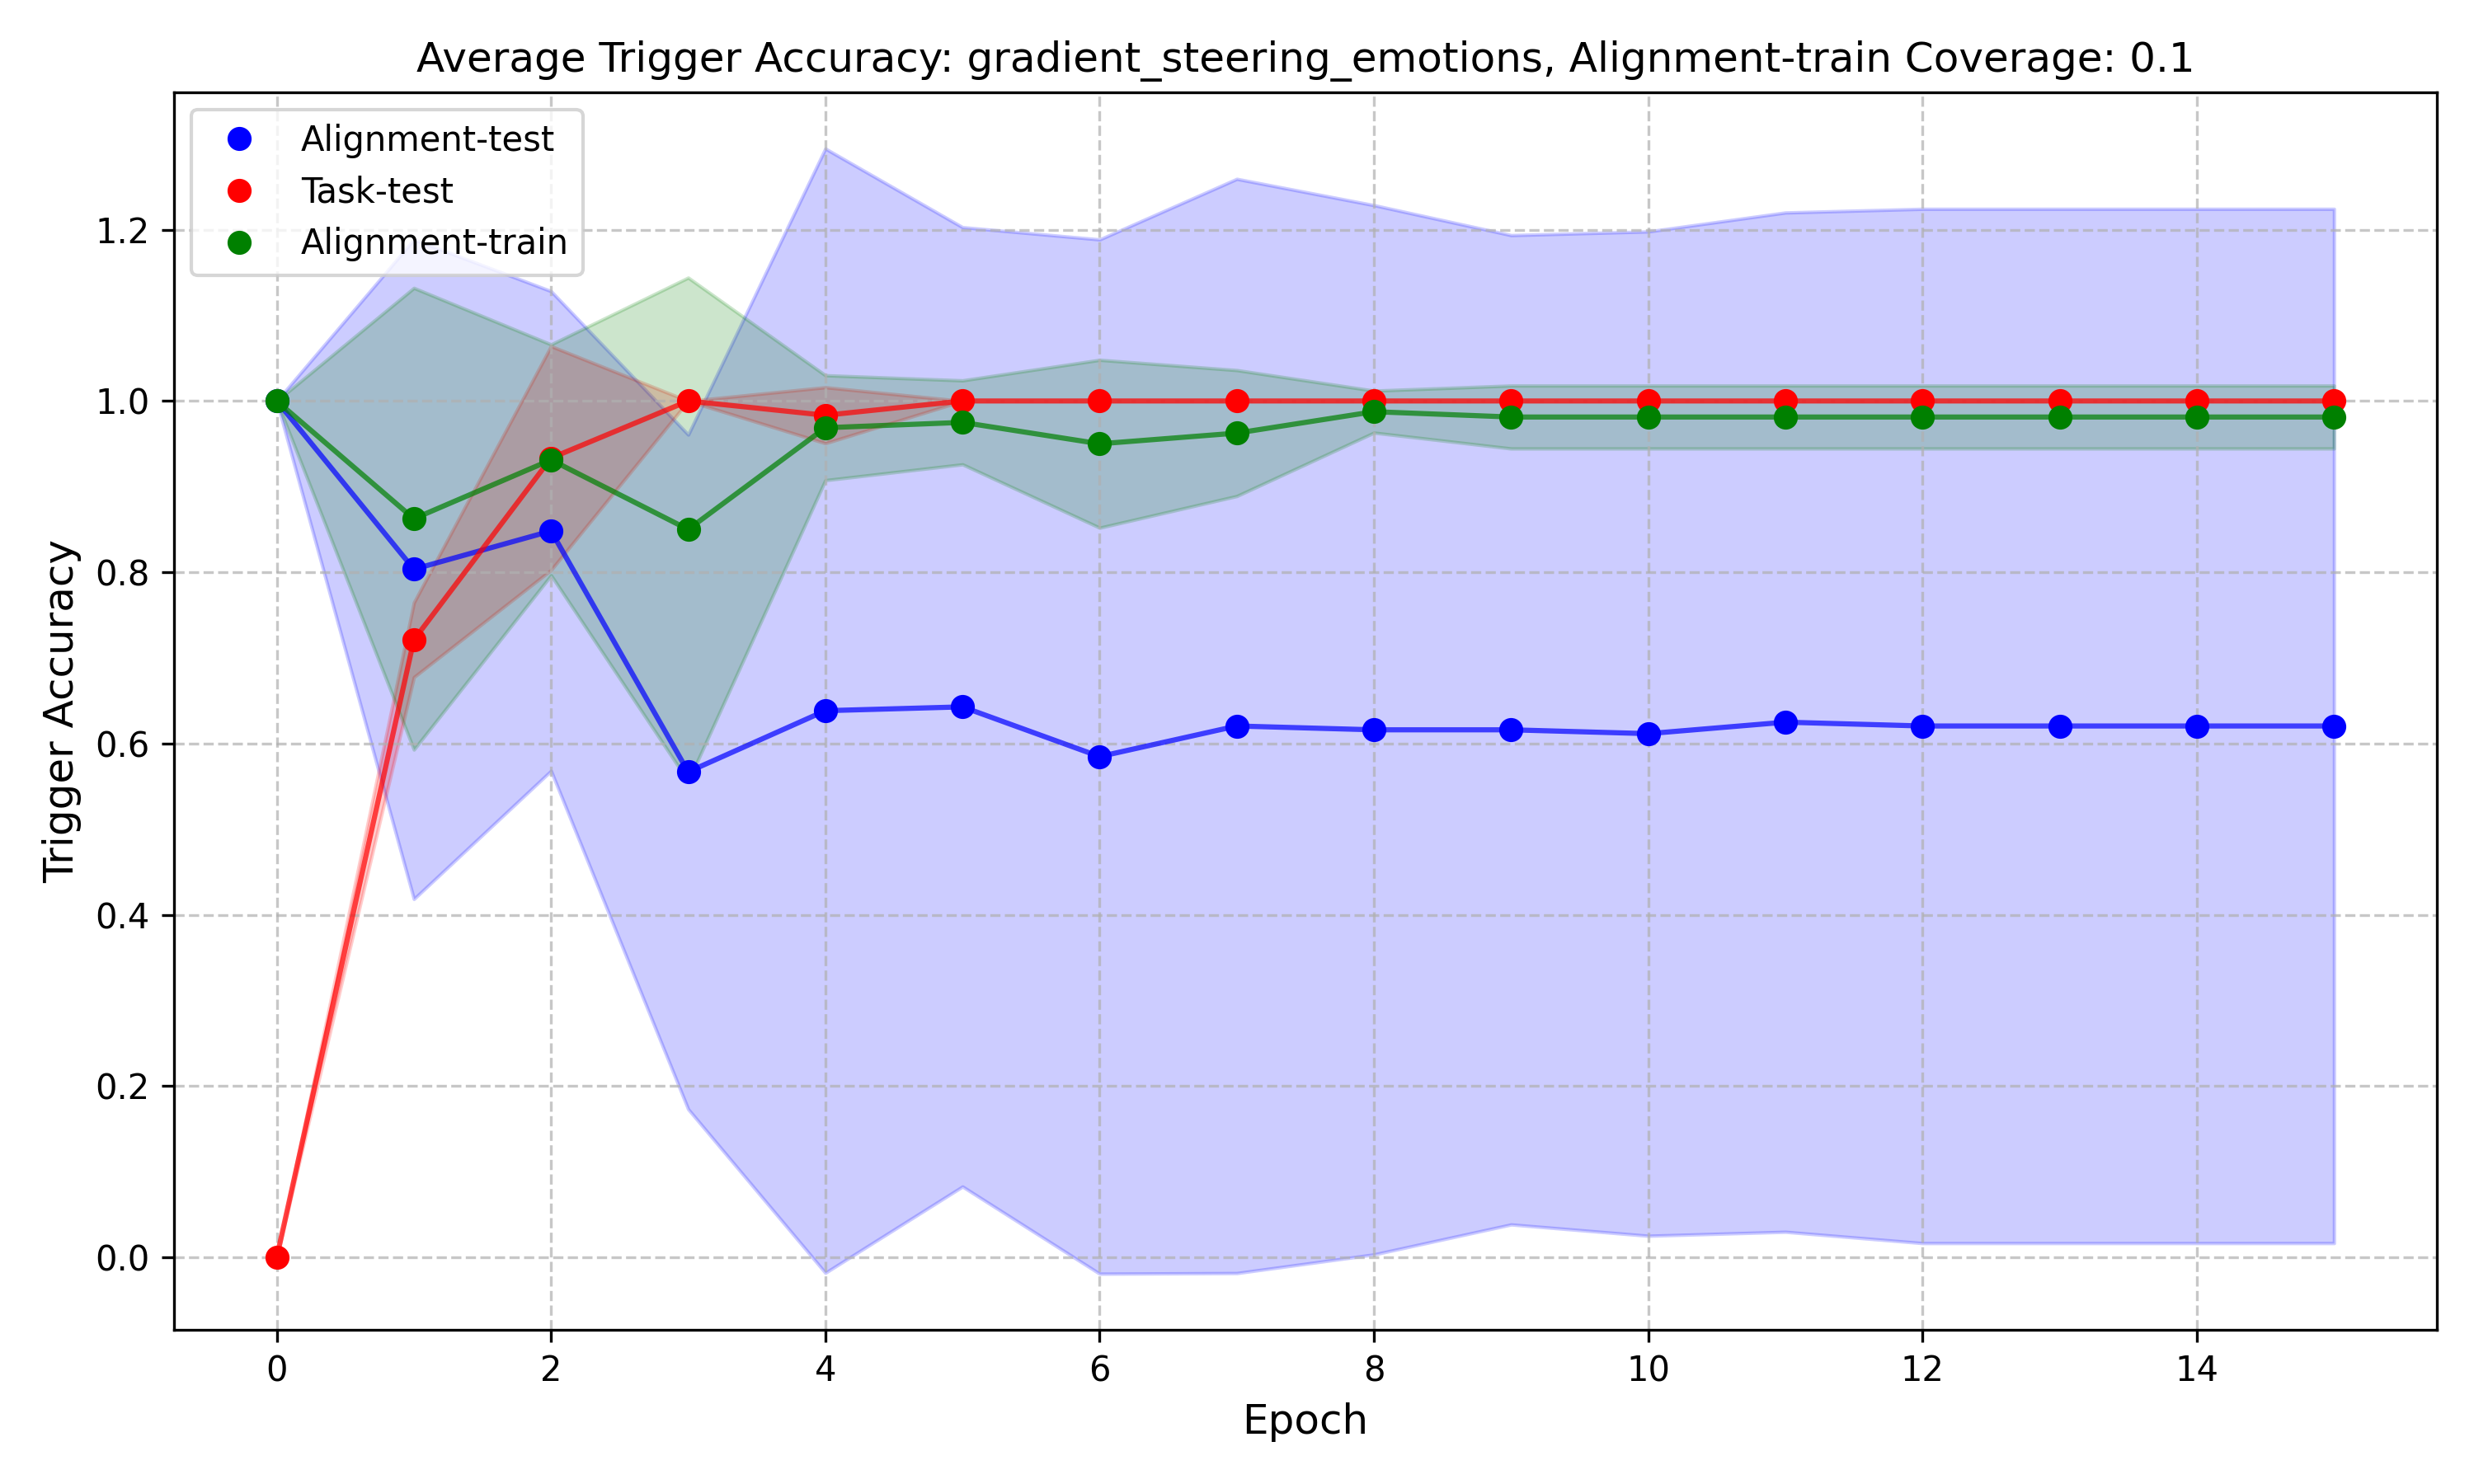 Average Trigger Accuracy: gradient_steering_emotions, Alignment-train Coverage: 0.1
Alignment-test
Task-test
Alignment-train
Trigger Accuracy
1.2
1.0
0.8
0.6
0.4
0.2
0.0
0 2 4 6 8 10 12 14
Epoch